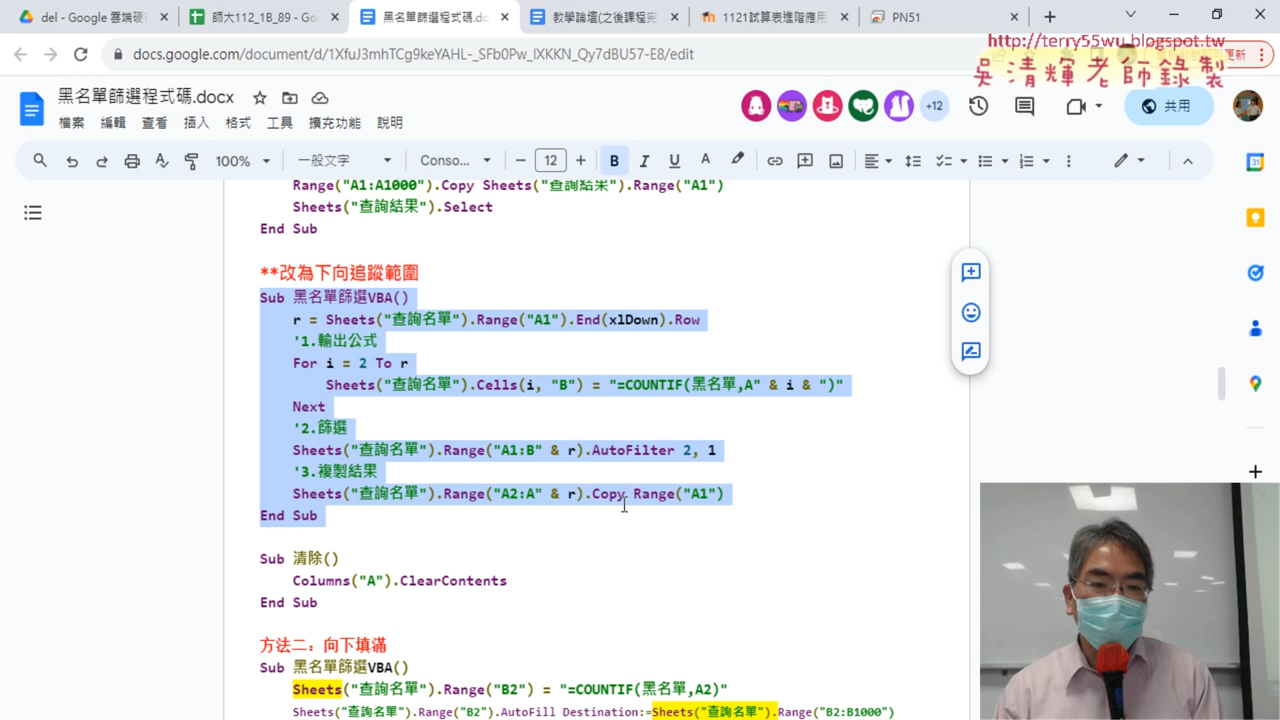 del - Google 雲端硬
師大112_1B_89 - Go
黑名單篩選程式碼.dc
教學論壇(之後課程完
1121試算表進階應用
PN51
docs.google.com/document/d/1XfuJ3mhTCg9keYAHL-_SFb0Pw_lXKKN_Qy7dBU57-E8/edit
http://terry55wu.blogspot.tw
吳清輝老師錄製
更新
黑名單篩選程式碼.docx
檔案 編輯 查看 插入 格式 工具 擴充功能 說明
+12
共用
100% 一般文字 Conso... 12 B I U A
Range("A1:A1000").Copy Sheets("查詢結果").Range("A1")
Sheets("查詢結果").Select
End Sub
**改為下向追蹤範圍
Sub 黑名單篩選VBA()
r = Sheets("查詢名單").Range("A1").End(xlDown).Row
'1.輸出公式
For i = 2 To r
Sheets("查詢名單").Cells(i, "B") = "=COUNTIF(黑名單,A" & i & ")"
Next
'2.篩選
Sheets("查詢名單").Range("A1:B" & r).AutoFilter 2, 1
'3.複製結果
Sheets("查詢名單").Range("A2:A" & r).Copy Range("A1")
End Sub
Sub 清除()
Columns("A").ClearContents
End Sub
方法二：向下填滿
Sub 黑名單篩選VBA()
Sheets("查詢名單").Range("B2") = "=COUNTIF(黑名單,A2)"
Sheets("查詢名單").Range("B2").AutoFill Destination:=Sheets("查詢名單").Range("B2:B1000")